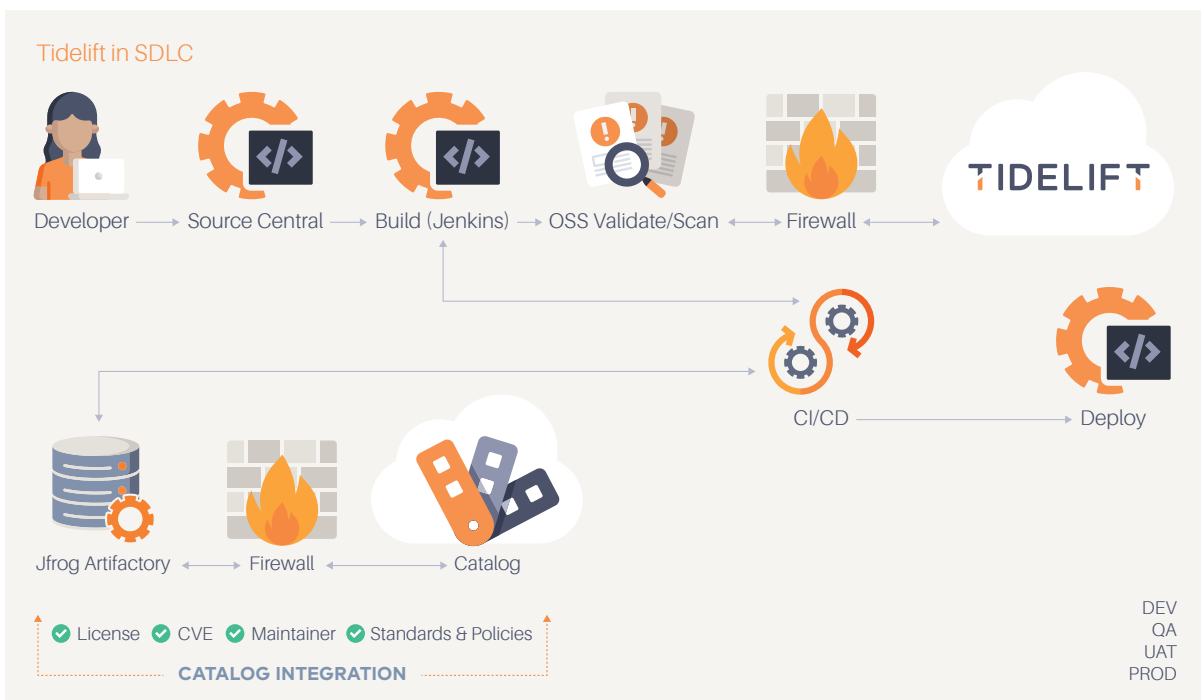 Tidelift in SDLC
TIDELIFT
Developer
Source Central
Build (Jenkins)
OSS Validate/Scan
Firewall
CI/CD
Deploy
Jfrog Artifactory
Firewall
Catalog
License
CVE
Maintainer
Standards & Policies
CATALOG INTEGRATION
DEV
QA
UAT
PROD